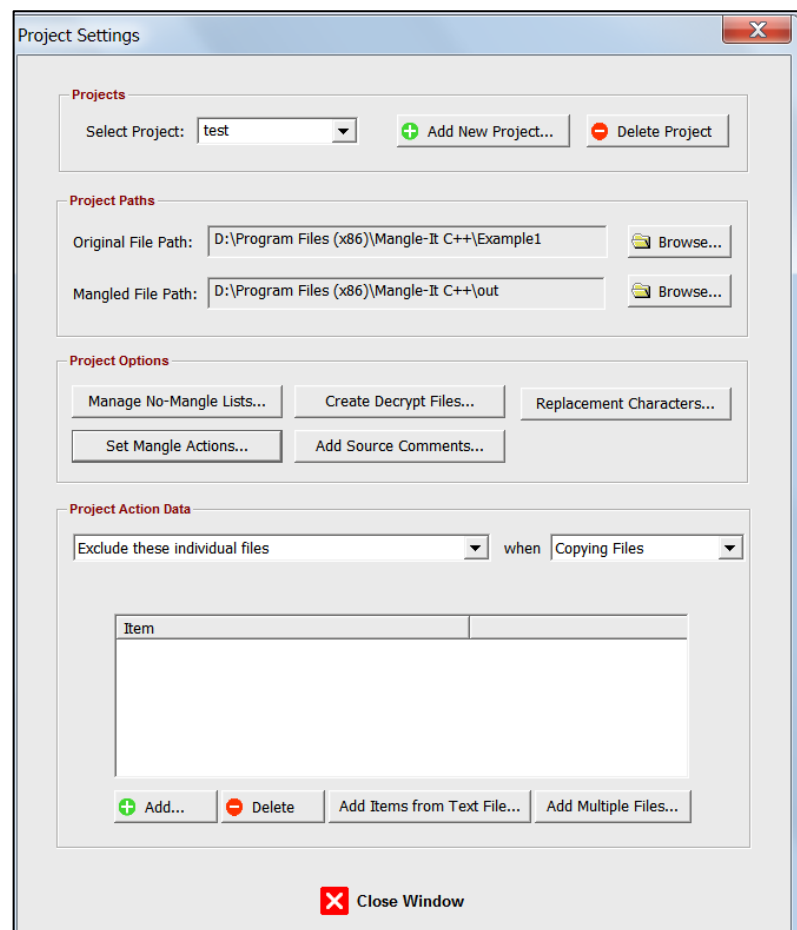 Project Settings
X
Projects
Select Project: test Add New Project... Delete Project
Project Paths
Original File Path: D:\Program Files (x86)\Mangle-It C++\Example1 Browse...
Mangled File Path: D:\Program Files (x86)\Mangle-It C++\out Browse...
Project Options
Manage No-Mangle Lists... Create Decrypt Files... Replacement Characters...
Set Mangle Actions... Add Source Comments...
Project Action Data
Exclude these individual files when Copying Files
Item
Add... Delete Add Items from Text File... Add Multiple Files...
Close Window